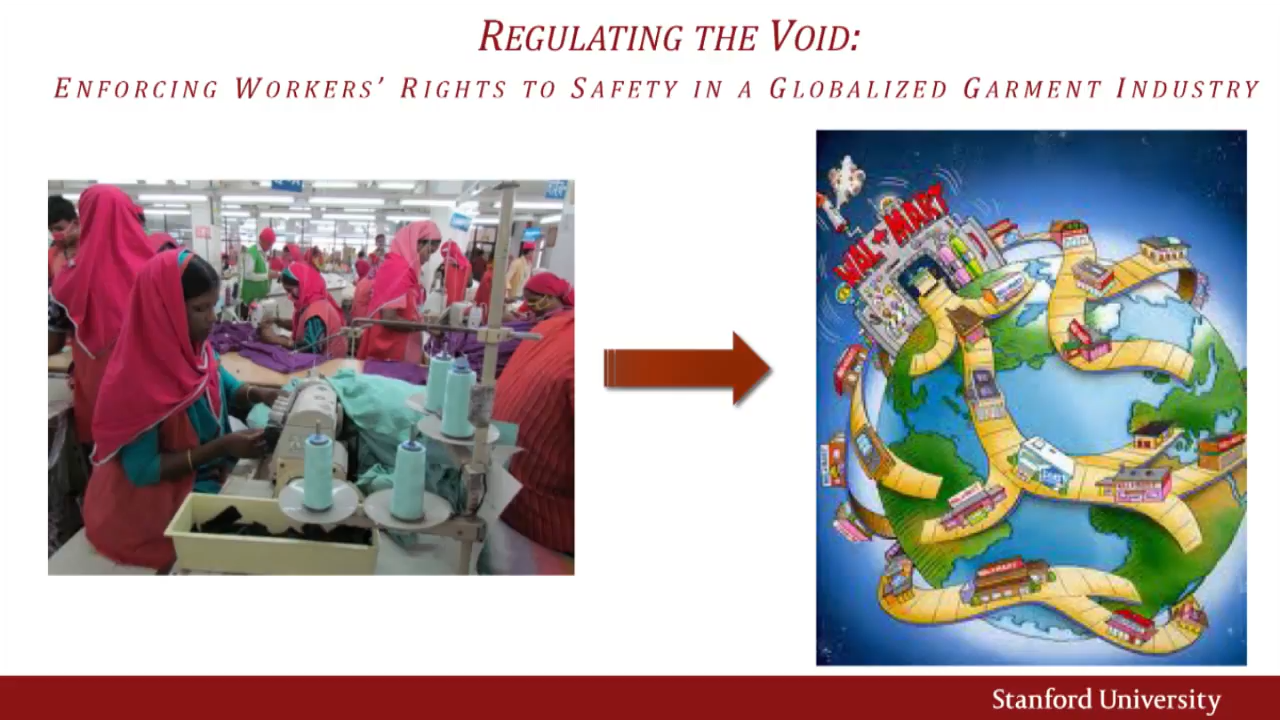 REGULATING THE VOID:
ENFORCING WORKERS' RIGHTS TO SAFETY IN A GLOBALIZED GARMENT INDUSTRY
WAL★MART
Stanford University